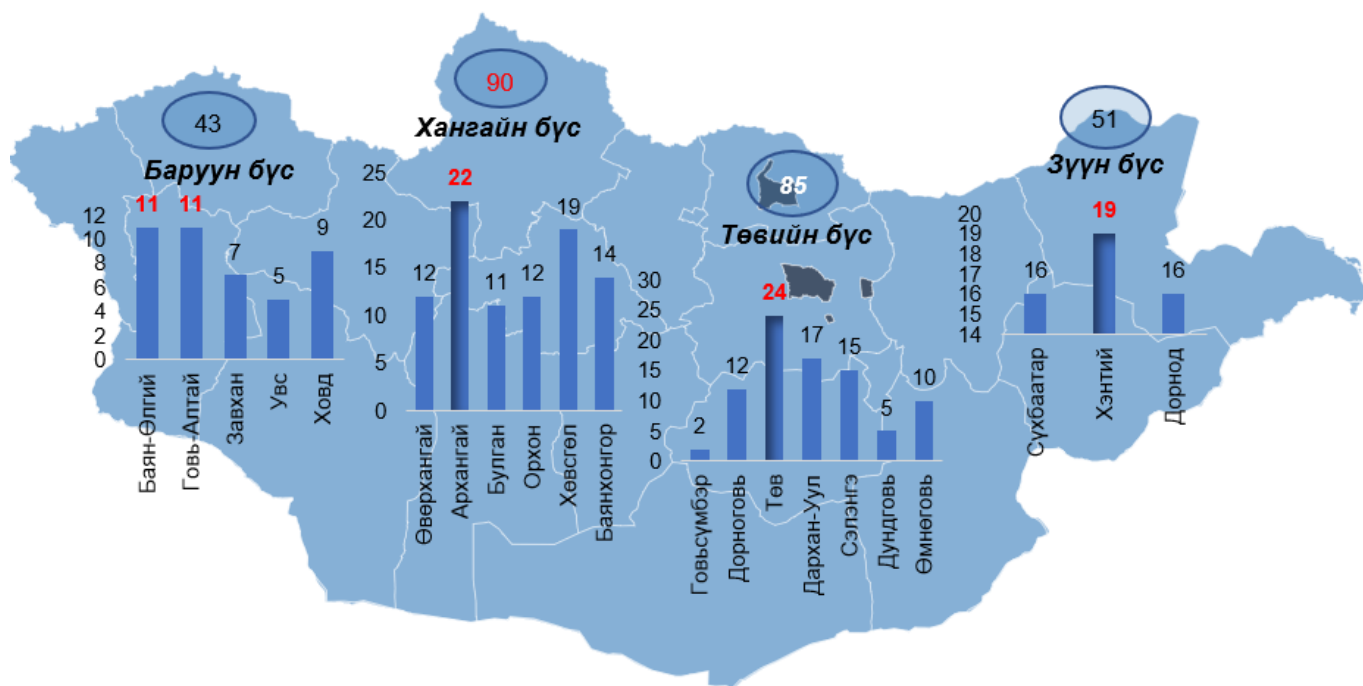 43
Баруун бүс
12
10
8
6
4
2
0
11
11
7
5
9
Баян-Өлгий
Говь-Алтай
Завхан
Увс
Ховд
90
Хангайн бүс
25
20
15
10
5
0
12
22
11
12
19
14
Өвөрхангай
Архангай
Булган
Орхон
Хөвсгөл
Баянхонгор
85
Төвийн бүс
30
25
20
15
10
5
0
2
12
24
17
15
5
10
Говьсүмбэр
Дорноговь
Төв
Дархан-Уул
Сэлэнгэ
Дундговь
Өмнөговь
51
Зүүн бүс
20
19
18
17
16
15
14
16
19
16
Сүхбаатар
Хэнтий
Дорнод